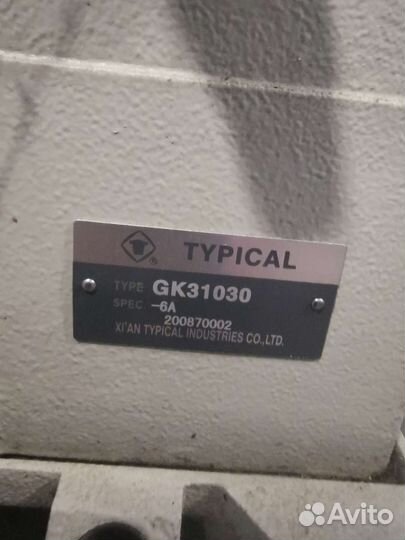 ® TYPICAL
TYPE GK31030
SPEC -6A
200870002
XI'AN TYPICAL INDUSTRIES CO.,LTD.
Avito